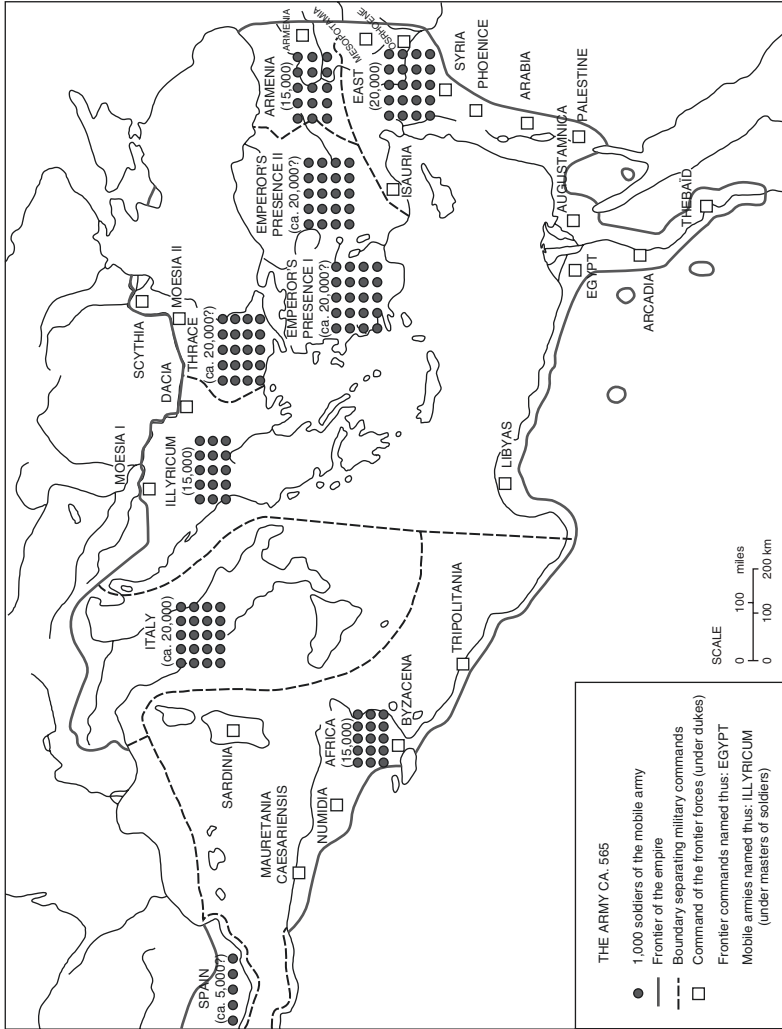 SPAIN
(ca. 5,000?)
MAURETANIA
CAESARIENSIS
NUMIDIA
SARDINIA
AFRICA
(15,000)
BYZACENA
TRIPOLITANIA
ITALY
(ca. 20,000)
MOESIA I
ILLYRICUM
(15,000)
DACIA
SCYTHIA
MOESIA II
THRACE
(ca. 20,000?)
LIBYAS
EMPEROR'S
PRESENCE I
(ca. 20,000?)
EMPEROR'S
PRESENCE II
(ca. 20,000?)
ISAURIA
ARMENIA
(15,000)
ARMENIA
MESOPOTAMIA
OSRHOENE
EAST
(20,000)
SYRIA
PHOENICE
ARABIA
PALESTINE
AUGUSTAMNICA
EGYPT
ARCADIA
THEBAÏD
SCALE
0 100 miles
0 100 200 km
THE ARMY CA. 565
1,000 soldiers of the mobile army
Frontier of the empire
Boundary separating military commands
Command of the frontier forces (under dukes)
Frontier commands named thus: EGYPT
Mobile armies named thus: ILLYRICUM
(under masters of soldiers)